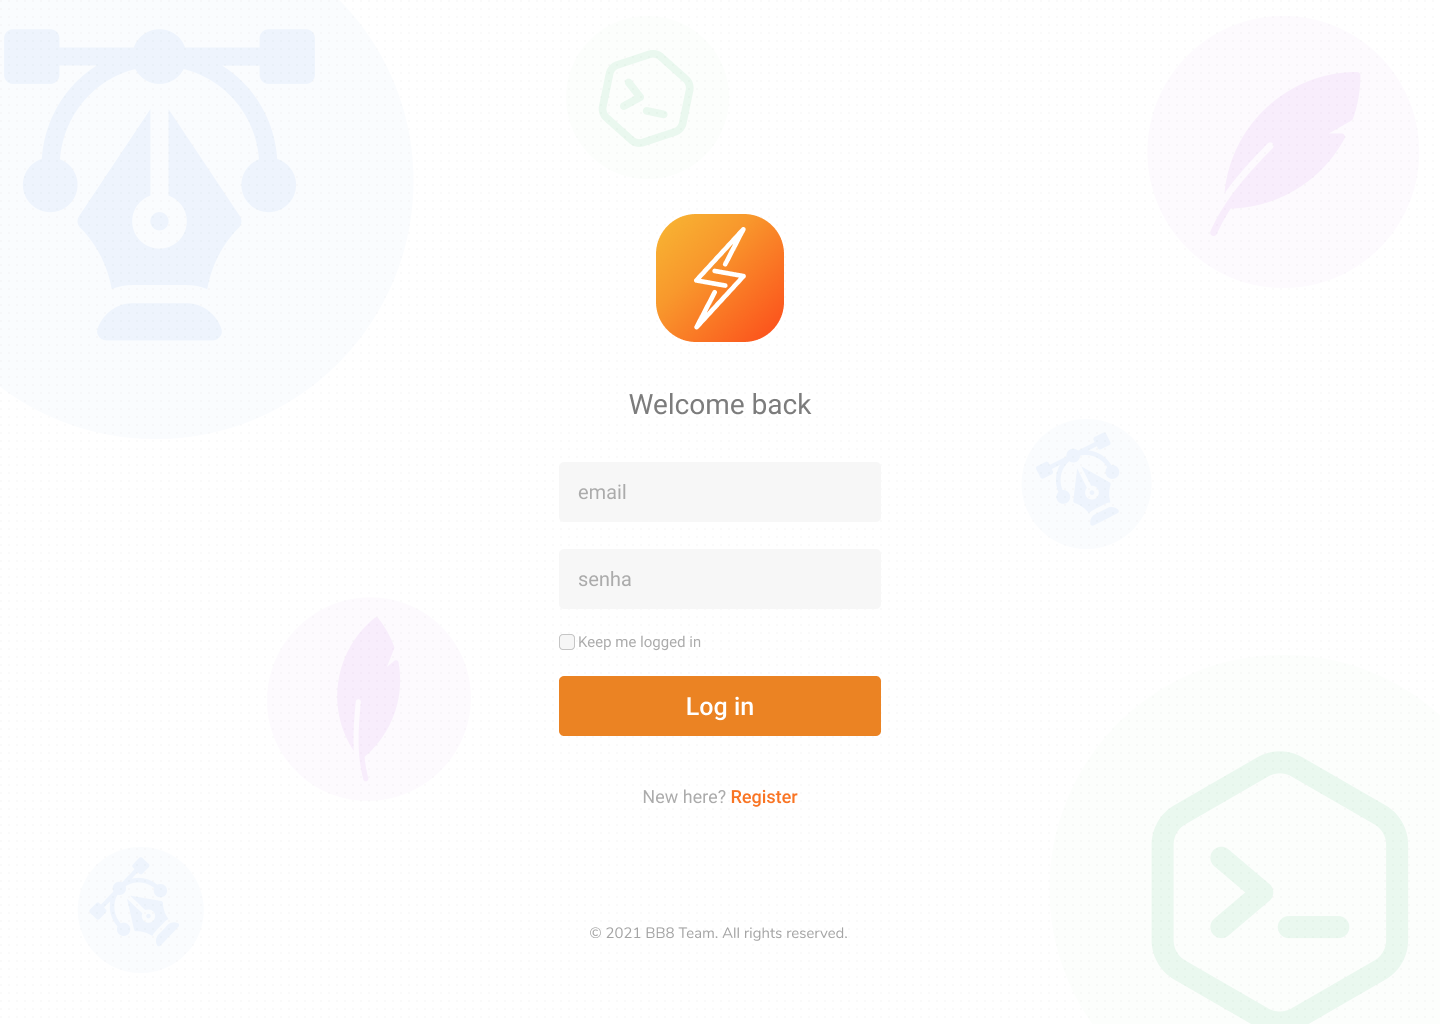 Welcome back
email
senha
Keep me logged in
Log in
New here? Register
© 2021 BB8 Team. All rights reserved.